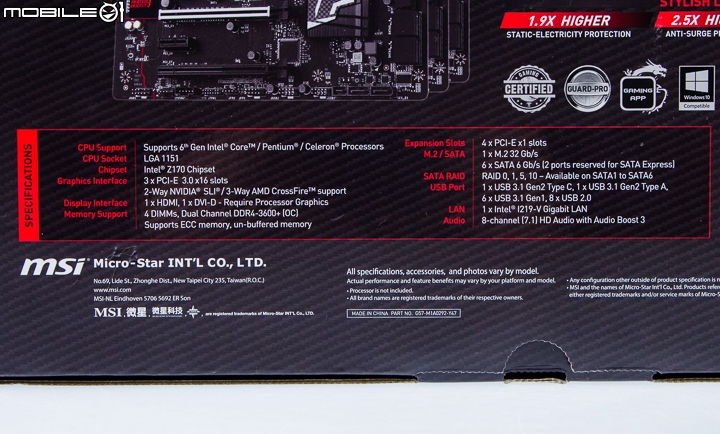 MOBILE01
STYLISH
1.9X HIGHER
STATIC-ELECTRICITY PROTECTION
2.5X
ANTI-SURGE
GAMING
CERTIFIED
GUARD-PRO
GAMING
APP
Windows 10
Compatible
SPECIFICATIONS
CPU Support Supports 6th Gen Intel® Core™ / Pentium® / Celeron® Processors
CPU Socket LGA 1151
Chipset Intel® Z170 Chipset
Graphics Interface 3 x PCI-E 3.0 x16 slots
2-Way NVIDIA® SLI® / 3-Way AMD CrossFire™ support
Display Interface 1 x HDMI, 1 x DVI-D - Require Processor Graphics
Memory Support 4 DIMMs, Dual Channel DDR4-3600+ (OC)
Supports ECC memory, un-buffered memory
Expansion Slots 4 x PCI-E x1 slots
M.2 / SATA 1 x M.2 32 Gb/s
6 x SATA 6 Gb/s (2 ports reserved for SATA Express)
SATA RAID RAID 0, 1, 5, 10 – Available on SATA1 to SATA6
USB Port 1 x USB 3.1 Gen2 Type C, 1 x USB 3.1 Gen2 Type A,
6 x USB 3.1 Gen1, 8 x USB 2.0
LAN 1 x Intel® I219-V Gigabit LAN
Audio 8-channel (7.1) HD Audio with Audio Boost 3
msi Micro-Star INT'L CO., LTD.
No.69, Lide St., Zhonghe Dist., New Taipei City 235, Taiwan(R.O.C.)
www.msi.com
MSI-NL Eindhoven 5706 5692 ER Son
MSI, 微星, 微星科技, are registered trademarks of Micro-Star Int'l Co., LTD.
All specifications, accessories, and photos vary by model.
Actual performance and feature benefits may vary by your platform and model.
• Processor is not included.
• All brand names are registered trademarks of their respective owners.
MADE IN CHINA PART NO. G57-M1A0292-Y47
• Any configuration other outside of product specification is
• MSI and the names of Micro-Star Int'l Co., Ltd. Products
either registered trademarks and/or service marks of Micro-